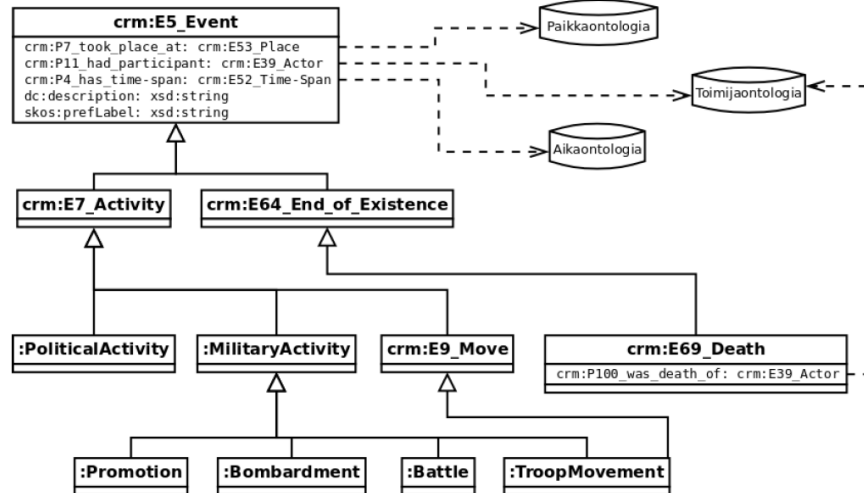 crm:E5_Event
crm:P7_took_place_at: crm:E53_Place
crm:P11_had_participant: crm:E39_Actor
crm:P4_has_time-span: crm:E52_Time-Span
dc:description: xsd:string
skos:prefLabel: xsd:string
Paikkaontologia
Toimijaontologia
Aikaontologia
crm:E7_Activity
crm:E64_End_of_Existence
:PoliticalActivity
:MilitaryActivity
crm:E9_Move
crm:E69_Death
crm:P100_was_death_of: crm:E39_Actor
:Promotion
:Bombardment
:Battle
:TroopMovement